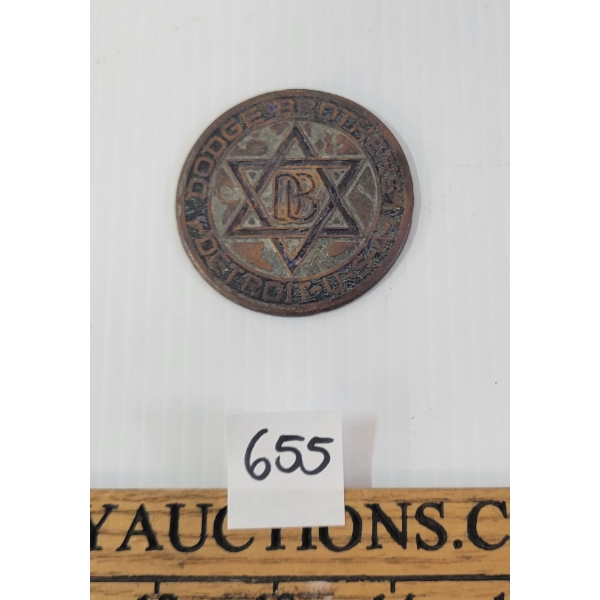 DODGE BROTHERS
DB
DETROIT U.S.A.
655
YAUCTIONS.C